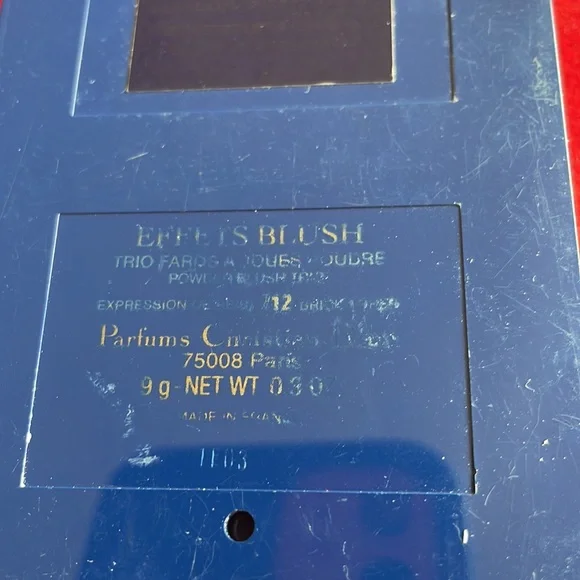 EFFETS BLUSH
TRIO FARDS A JOUES POUDRE
POWDER BLUSH TRIO
EXPRESSION 712 BRICK
Parfums Christian Dior
75008 Paris
9 g - NET WT 0.30
MADE IN FRANCE